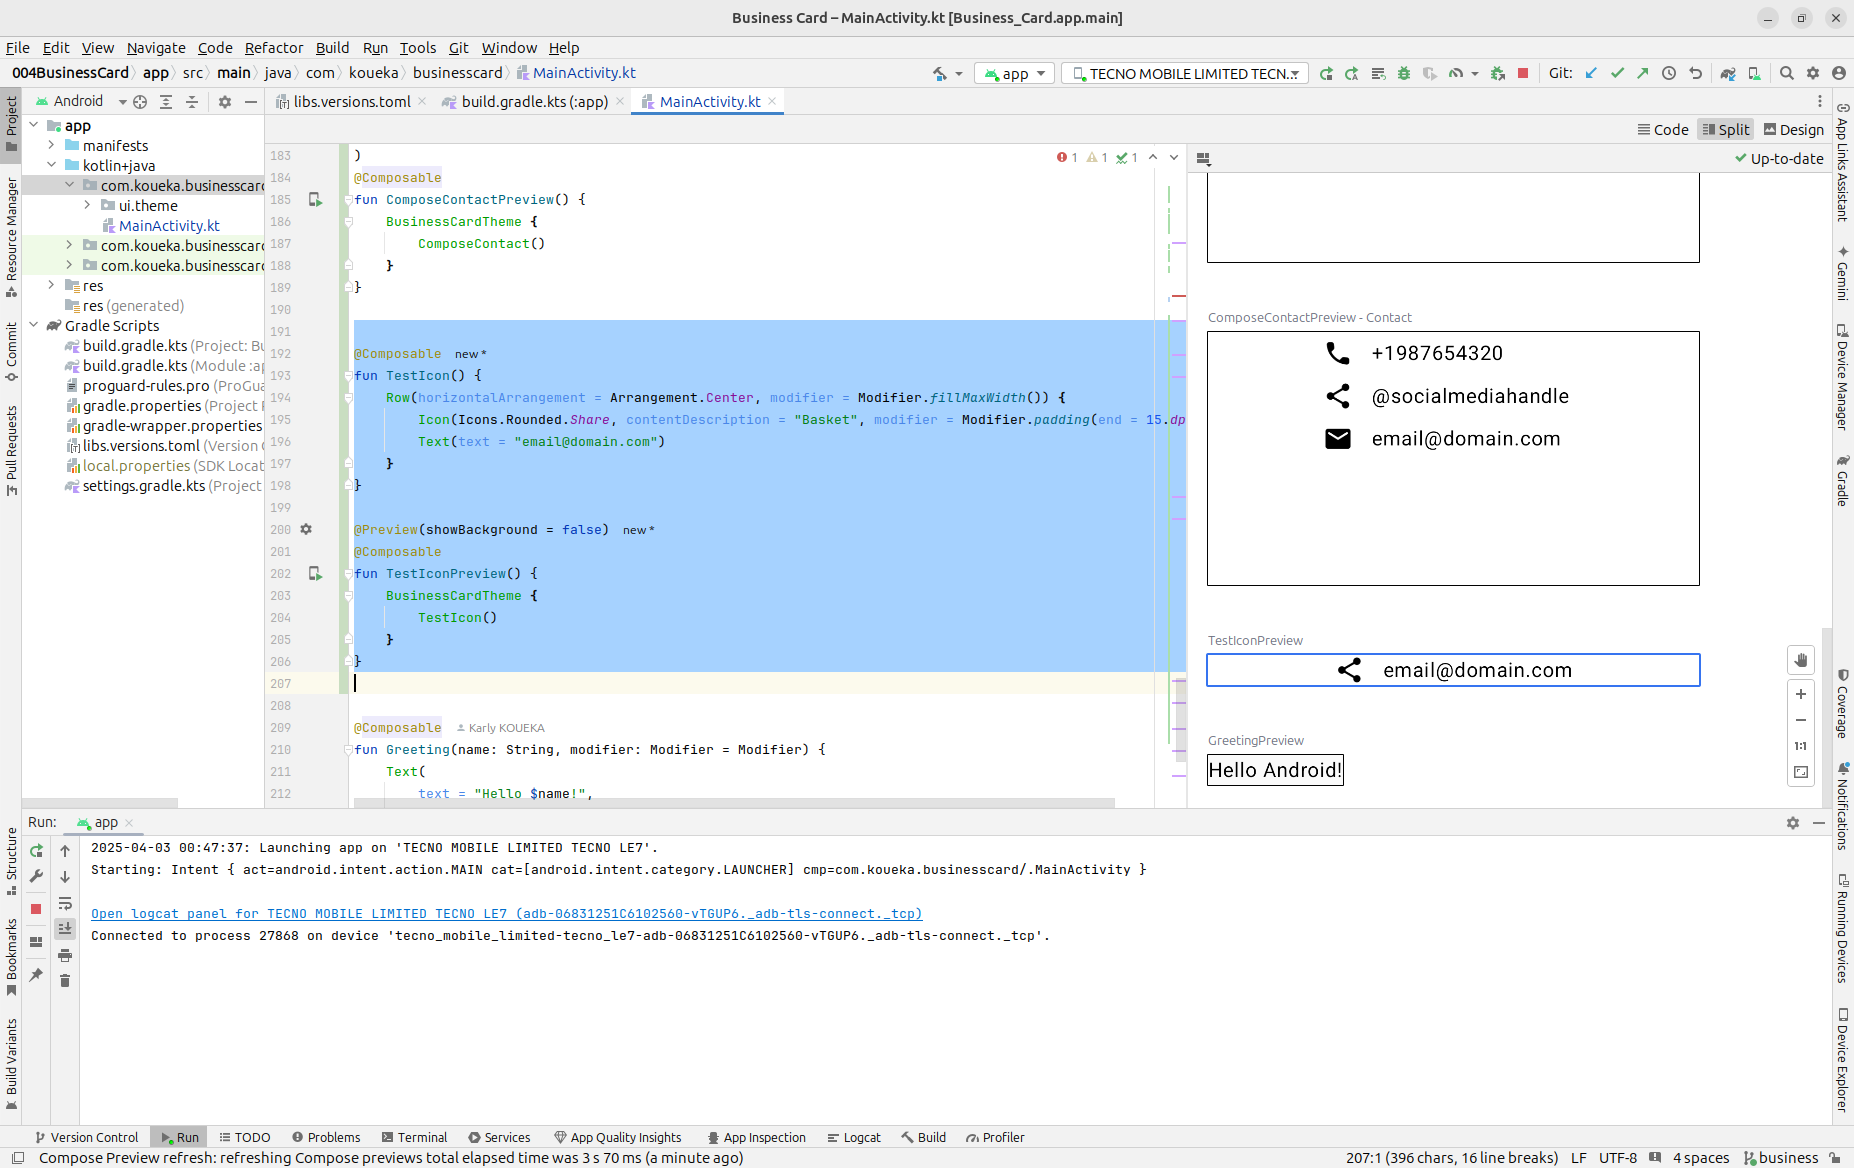 Business Card – MainActivity.kt [Business_Card.app.main]
File Edit View Navigate Code Refactor Build Run Tools Git Window Help
004BusinessCard app src main java com koueka businesscard MainActivity.kt
app
TECNO MOBILE LIMITED TECN...
Git:
Android
libs.versions.toml
build.gradle.kts (:app)
MainActivity.kt
Code Split Design
Project
Resource Manager
Commit
Pull Requests
Structure
Bookmarks
Build Variants
app
manifests
kotlin+java
com.koueka.businesscard
ui.theme
MainActivity.kt
com.koueka.businesscard
com.koueka.businesscard
res
res (generated)
Gradle Scripts
build.gradle.kts (Project: Bu
build.gradle.kts (Module :ap
proguard-rules.pro (ProGua
gradle.properties (Project P
gradle-wrapper.properties
libs.versions.toml (Version C
local.properties (SDK Locat
settings.gradle.kts (Project
1 1 1
183 )
184 @Composable
185 fun ComposeContactPreview() {
186 BusinessCardTheme {
187 ComposeContact()
188 }
189 }
190
191
192 @Composable new *
193 fun TestIcon() {
194 Row(horizontalArrangement = Arrangement.Center, modifier = Modifier.fillMaxWidth()) {
195 Icon(Icons.Rounded.Share, contentDescription = "Basket", modifier = Modifier.padding(end = 15.dp
196 Text(text = "email@domain.com")
197 }
198 }
199
200 @Preview(showBackground = false) new *
201 @Composable
202 fun TestIconPreview() {
203 BusinessCardTheme {
204 TestIcon()
205 }
206 }
207
208
209 @Composable Karly KOUEKA
210 fun Greeting(name: String, modifier: Modifier = Modifier) {
211 Text(
212 text = "Hello $name!",
Up-to-date
ComposeContactPreview - Contact
+1987654320
@socialmediahandle
email@domain.com
TestIconPreview
email@domain.com
GreetingPreview
Hello Android!
1:1
App Links Assistant
Gemini
Device Manager
Gradle
Coverage
Notifications
Running Devices
Device Explorer
Run: app
2025-04-03 00:47:37: Launching app on 'TECNO MOBILE LIMITED TECNO LE7'.
Starting: Intent { act=android.intent.action.MAIN cat=[android.intent.category.LAUNCHER] cmp=com.koueka.businesscard/.MainActivity }
Open logcat panel for TECNO MOBILE LIMITED TECNO LE7 (adb-06831251C6102560-vTGUP6._adb-tls-connect._tcp)
Connected to process 27868 on device 'tecno_mobile_limited-tecno_le7-adb-06831251C6102560-vTGUP6._adb-tls-connect._tcp'.
Version Control Run TODO Problems Terminal Services App Quality Insights App Inspection Logcat Build Profiler
Compose Preview refresh: refreshing Compose previews total elapsed time was 3 s 70 ms (a minute ago)
207:1 (396 chars, 16 line breaks) LF UTF-8 4 spaces business